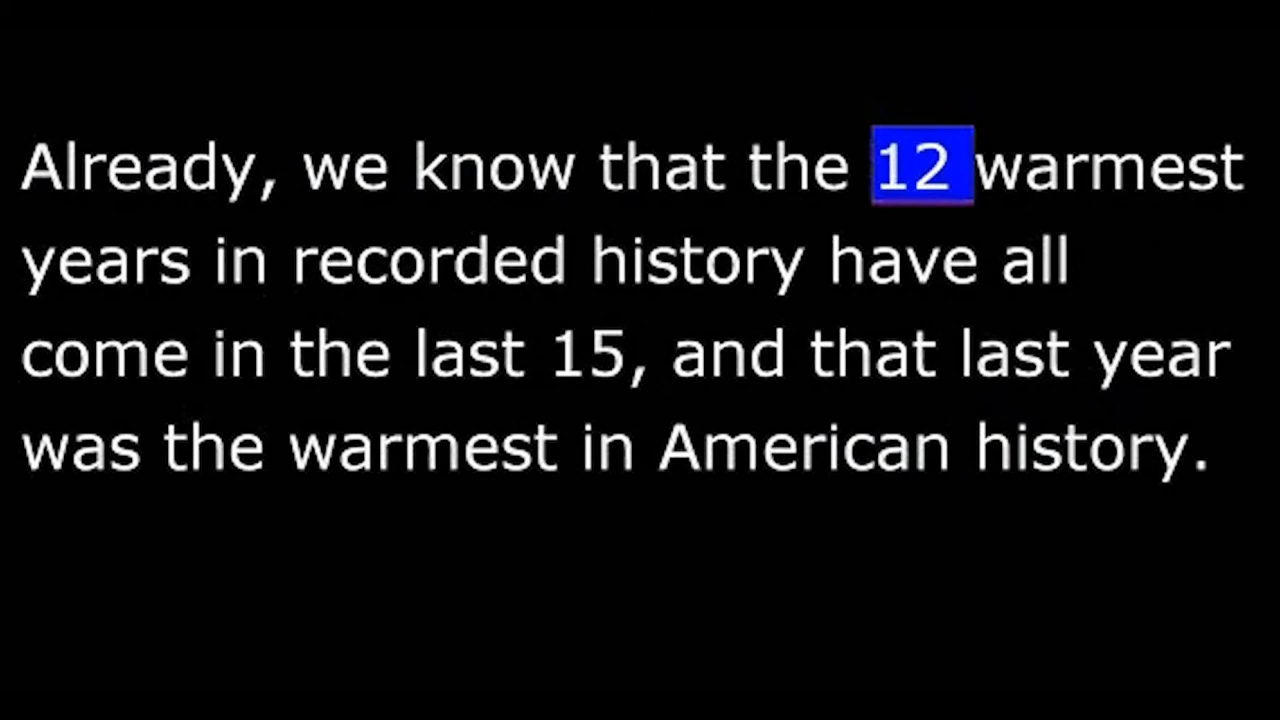 Already, we know that the 12 warmest
years in recorded history have all
come in the last 15, and that last year
was the warmest in American history.